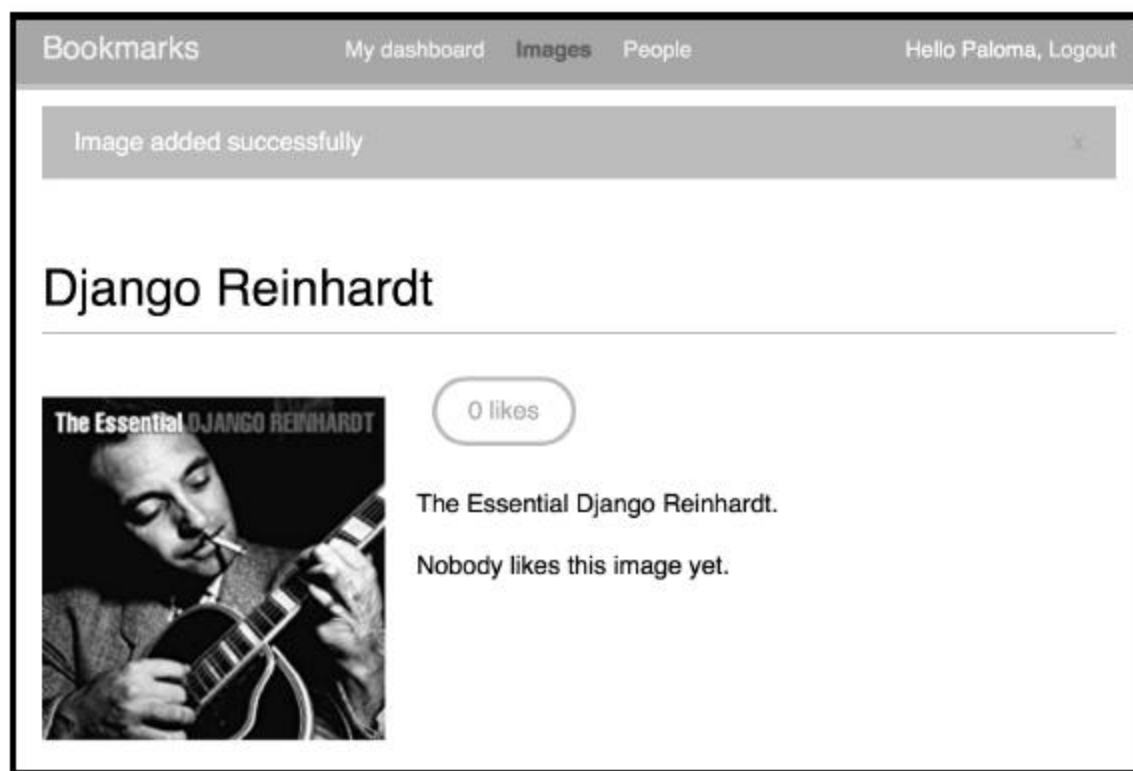 Bookmarks My dashboard Images People Hello Paloma, Logout
Image added successfully x
Django Reinhardt
0 likes
The Essential DJANGO REINHARDT
The Essential Django Reinhardt.
Nobody likes this image yet.